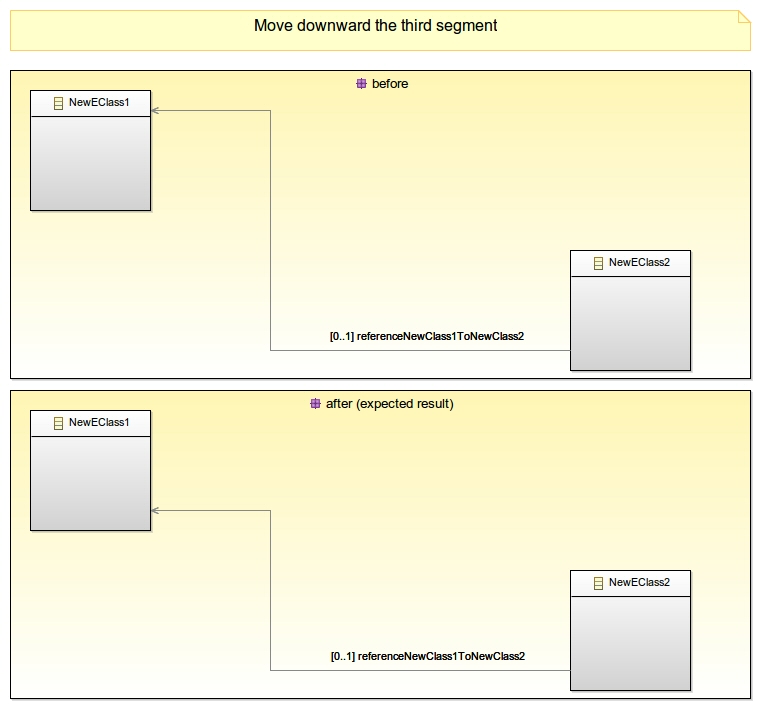 Move downward the third segment
before
NewEClass1
NewEClass2
[0..1] referenceNewClass1ToNewClass2
after (expected result)
NewEClass1
NewEClass2
[0..1] referenceNewClass1ToNewClass2